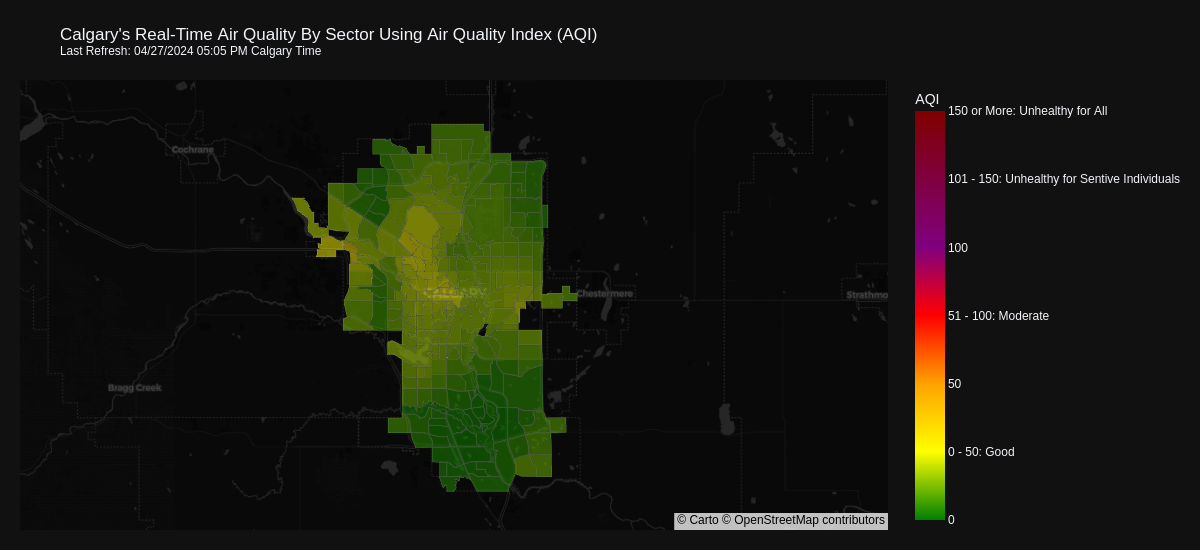 Calgary's Real-Time Air Quality By Sector Using Air Quality Index (AQI)
Last Refresh: 04/27/2024 05:05 PM Calgary Time
AQI
150 or More: Unhealthy for All
Cochrane
101 - 150: Unhealthy for Sentive Individuals
100
CALGARY
Chestermere
Strathmo
51 - 100: Moderate
50
Bragg Creek
0 - 50: Good
0
© Carto © OpenStreetMap contributors